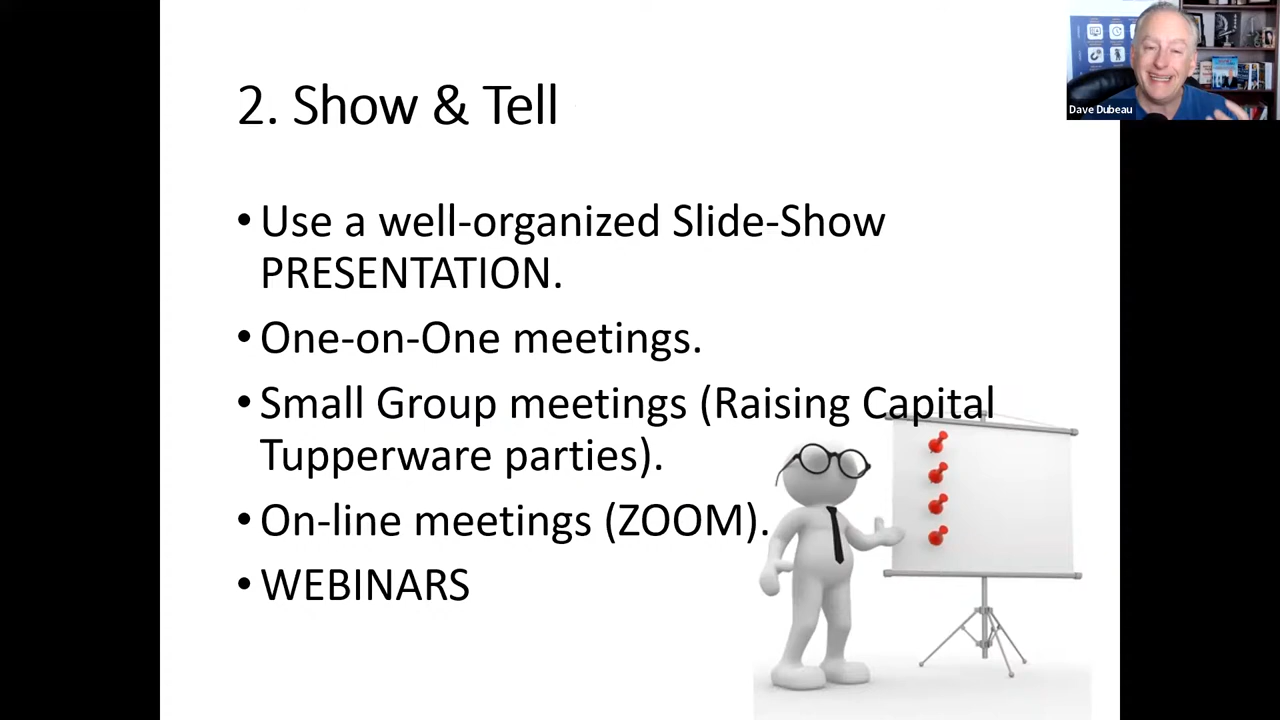 2. Show & Tell
Dave Dubeau
•Use a well-organized Slide-Show
PRESENTATION.
•One-on-One meetings.
•Small Group meetings (Raising Capital
Tupperware parties).
•On-line meetings (ZOOM).
•WEBINARS